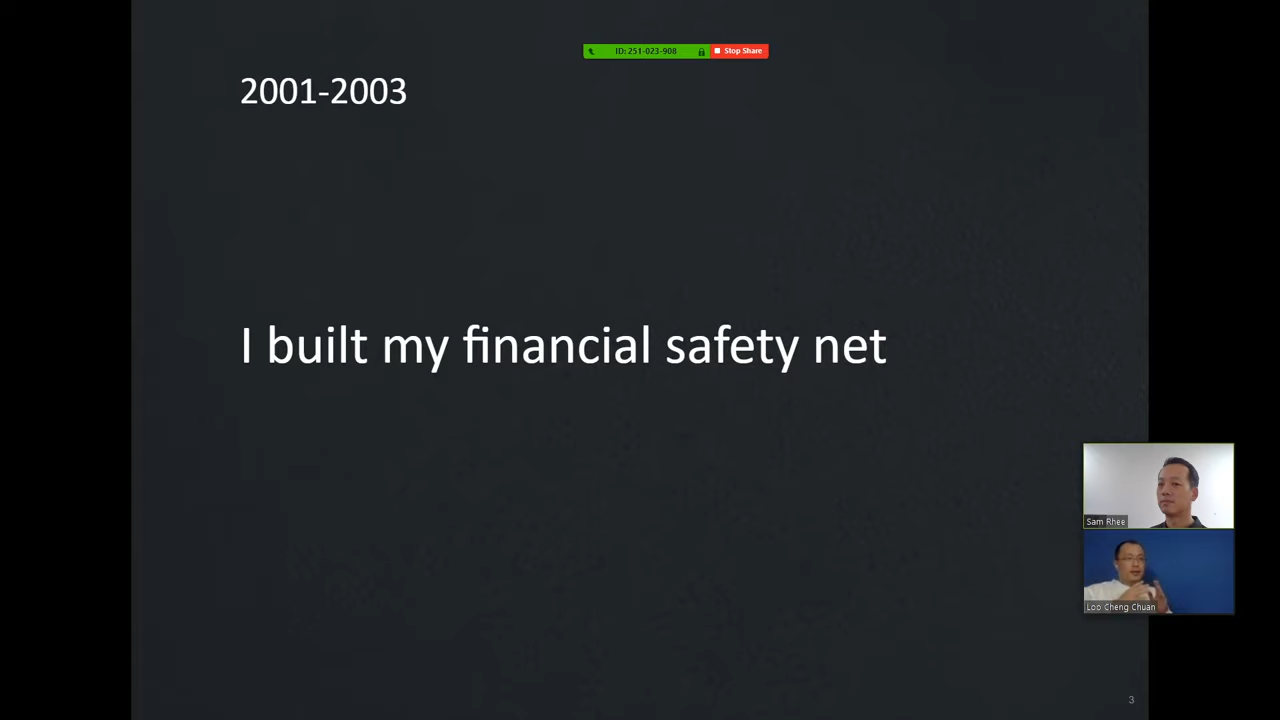 ID: 251-023-908
Stop Share
2001-2003
I built my financial safety net
Sam Rhee
Loo Cheng Chuan
3